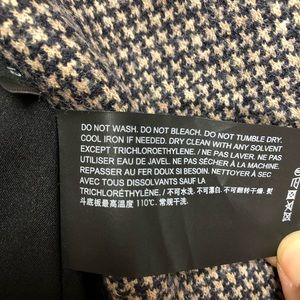 DO NOT WASH. DO NOT BLEACH. DO NOT TUMBLE DRY.
COOL IRON IF NEEDED. DRY CLEAN WITH ANY SOLVENT
EXCEPT TRICHLOROETHYLENE. / NE PAS LAVER. NE PAS
UTILISER EAU DE JAVEL. NE PAS SÉCHER À LA MACHINE.
REPASSER AU FER DOUX SI BESOIN. NETTOYER À SEC
AVEC TOUS DISSOLVANTS SAUF LA
TRICHLORÉTHYLÈNE. / 不可水洗. 不可漂白. 不可翻转干燥. 熨
斗底板最高温度 110℃. 常规干洗.